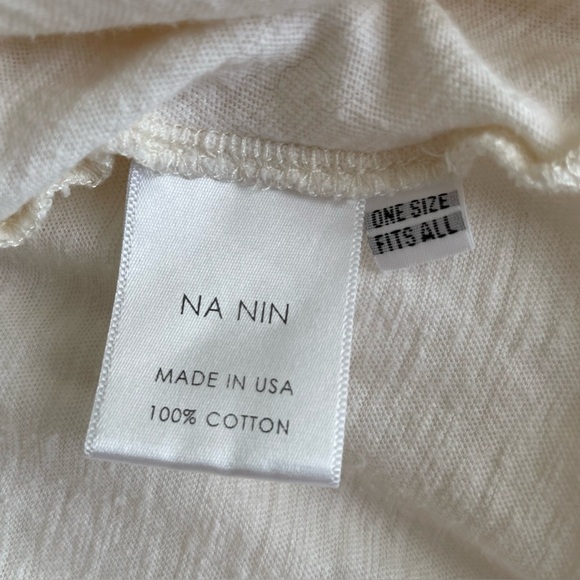 NA NIN
MADE IN USA
100% COTTON
ONE SIZE
FITS ALL